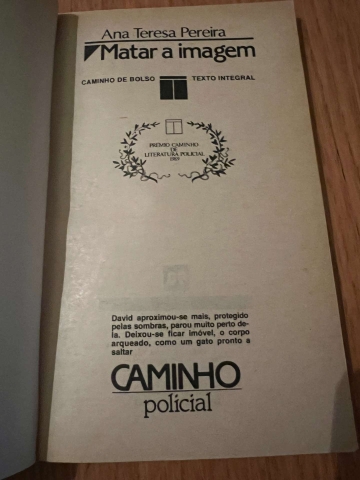 Ana Teresa Pereira
Matar a imagem
CAMINHO DE BOLSO TEXTO INTEGRAL
PRÉMIO CAMINHO
DE
LITERATURA POLICIAL
1989
David aproximou-se mais, protegido
pelas sombras, parou muito perto de-
la. Deixou-se ficar imóvel, o corpo
arqueado, como um gato pronto a
saltar
CAMINHO
policial